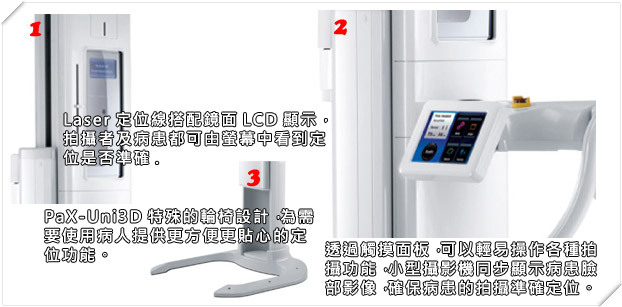 1
Laser 定位線搭配鏡面 LCD 顯示,
拍攝者及病患都可由螢幕中看到定
位是否準確.
2
透過觸摸面板,可以輕易操作各種拍
攝功能,小型攝影機同步顯示病患臉
部影像,確保病患的拍攝準確定位。
3
PaX-Uni3D 特殊的輪椅設計,為需
要使用病人提供更方便更貼心的定
位功能。